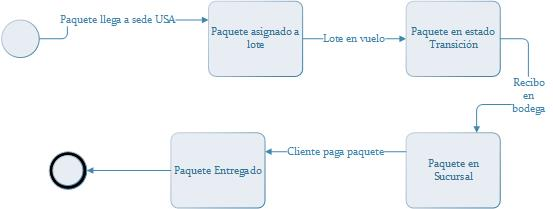 Paquete llega a sede USA
Paquete asignado a
lote
Lote en vuelo
Paquete en estado
Transición
Recibo
en
bodega
Paquete en
Sucursal
Cliente paga paquete
Paquete Entregado